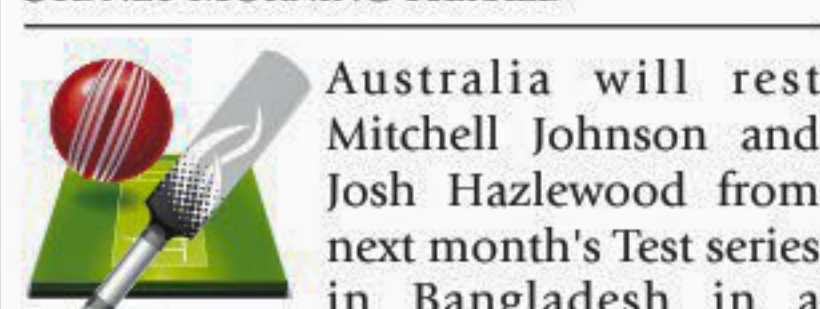 Australia will rest
Mitchell Johnson and
Josh Hazlewood from
next month's Test series
in Bangladesh in a